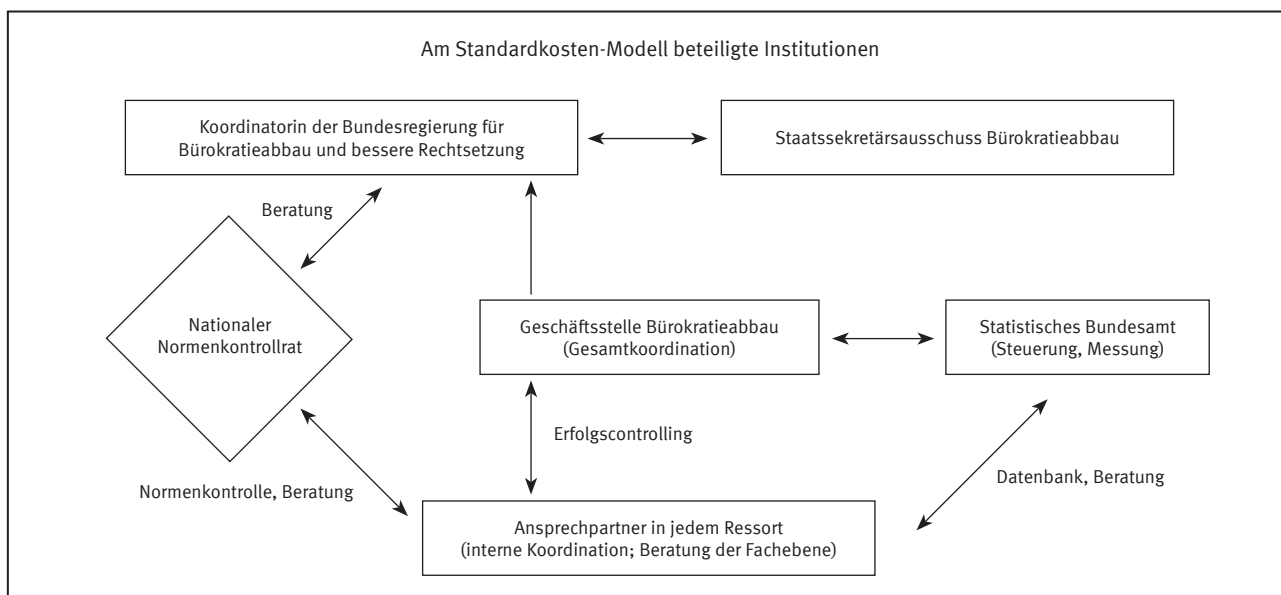 Am Standardkosten-Modell beteiligte Institutionen
Koordinatorin der Bundesregierung für
Bürokratieabbau und bessere Rechtsetzung
Staatssekretärsausschuss Bürokratieabbau
Beratung
Nationaler
Normenkontrollrat
Geschäftsstelle Bürokratieabbau
(Gesamtkoordination)
Statistisches Bundesamt
(Steuerung, Messung)
Erfolgscontrolling
Normenkontrolle, Beratung
Datenbank, Beratung
Ansprechpartner in jedem Ressort
(interne Koordination; Beratung der Fachebene)